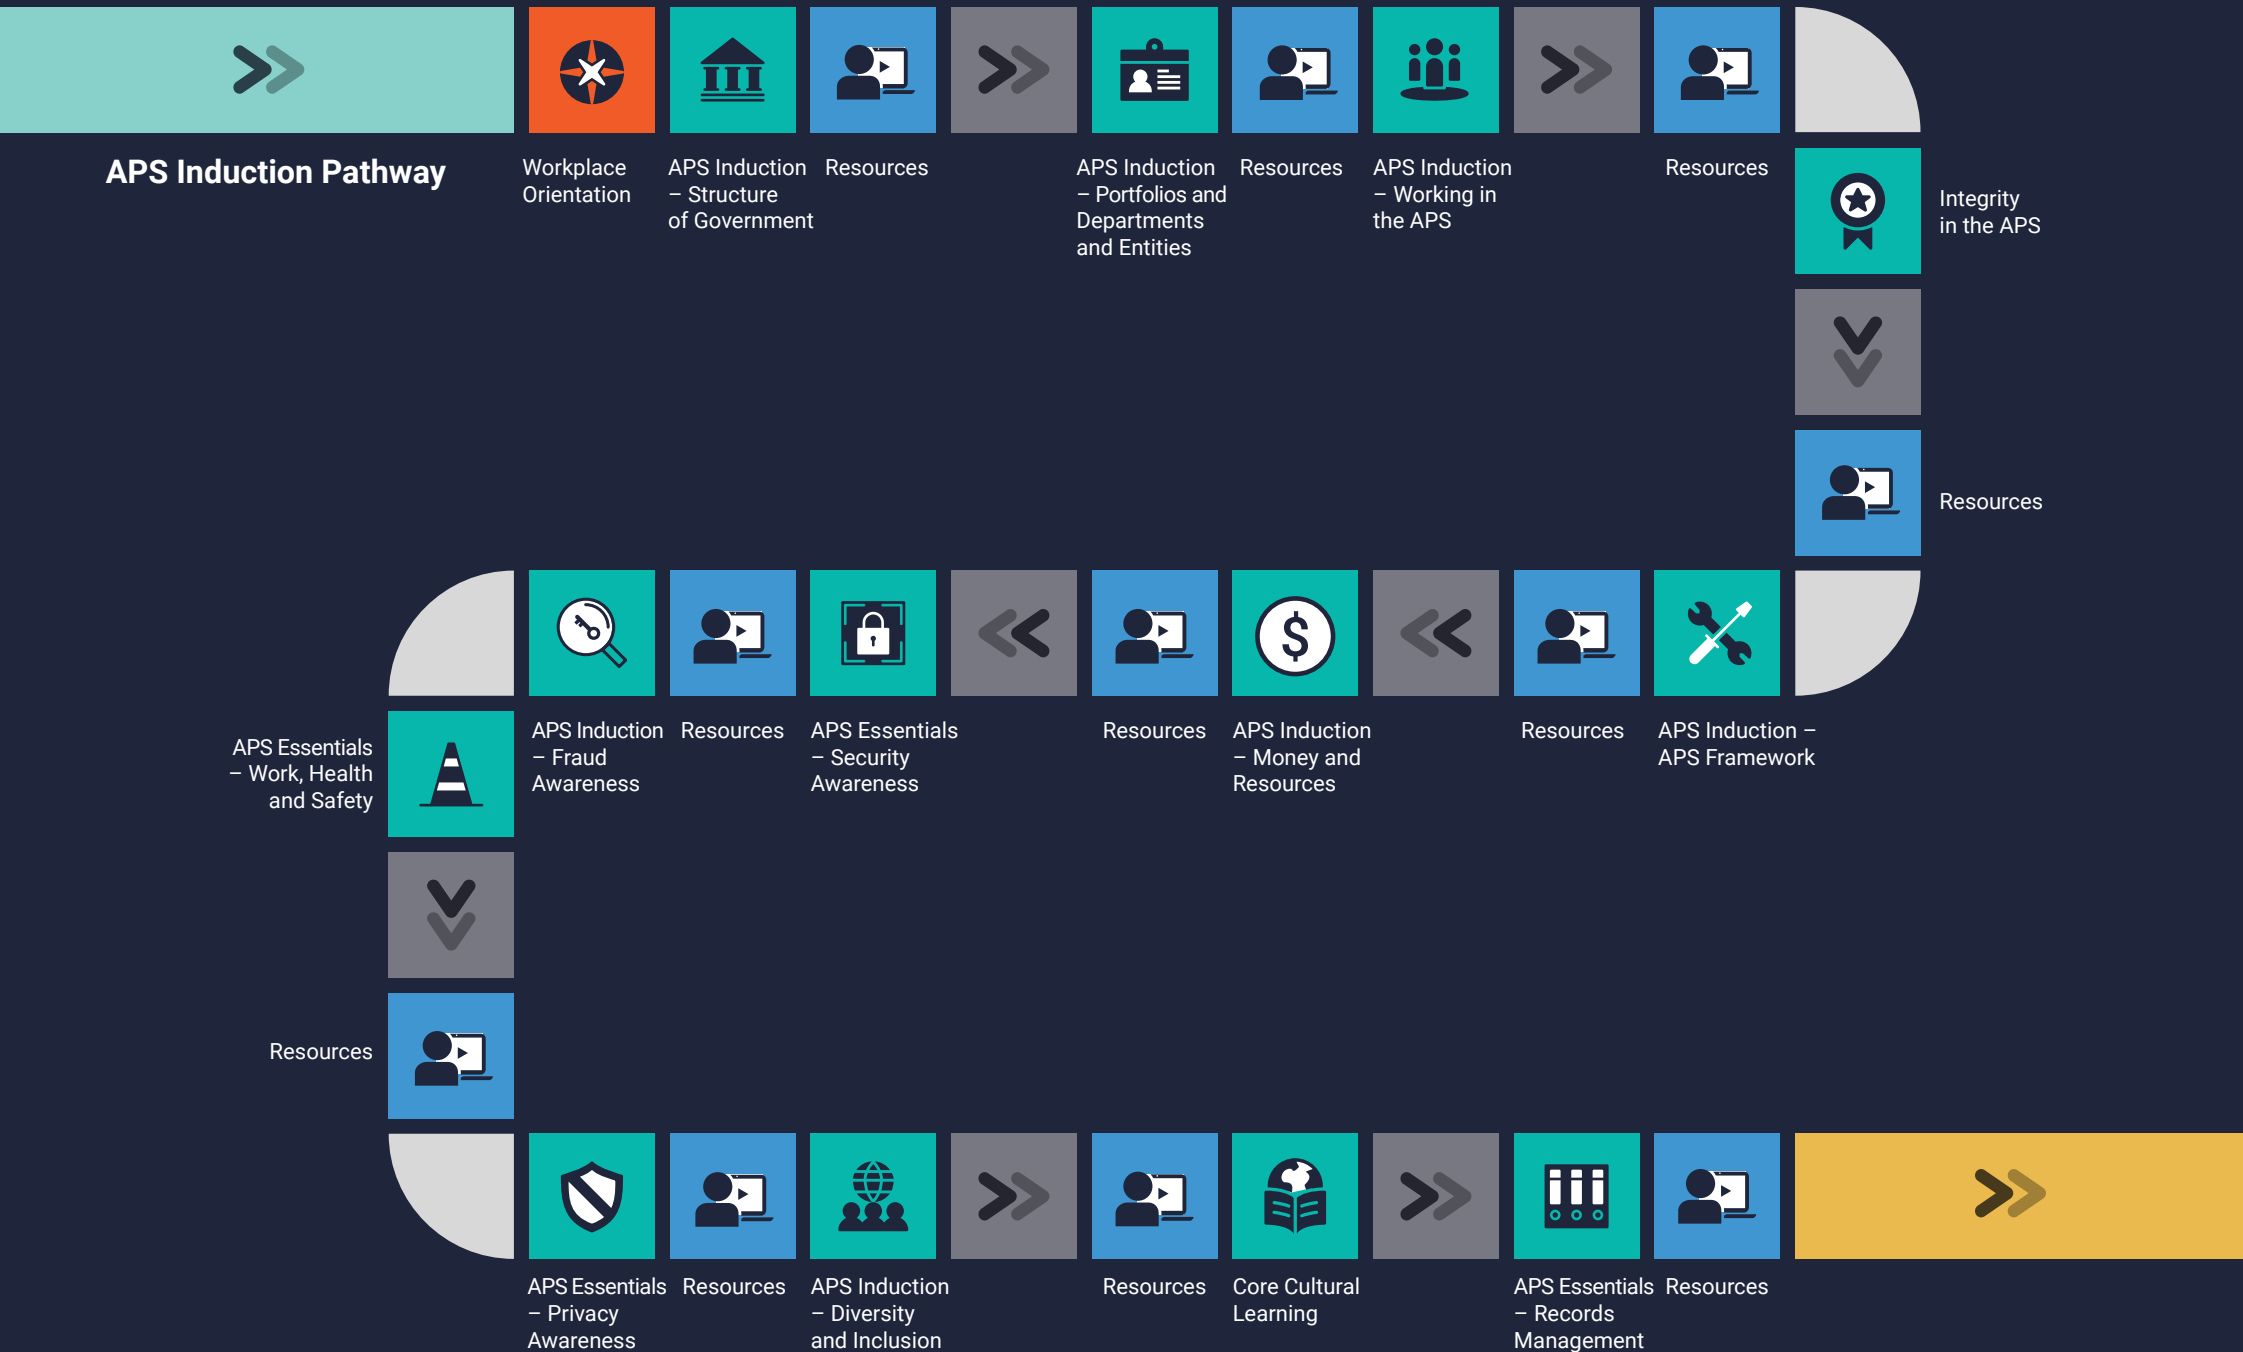 APS Induction Pathway
Workplace
Orientation
APS Induction
– Structure
of Government
Resources
APS Induction
– Portfolios and
Departments
and Entities
Resources
APS Induction
– Working in
the APS
Resources
Integrity
in the APS
Resources
APS Induction –
APS Framework
Resources
APS Induction
– Money and
Resources
Resources
APS Essentials
– Security
Awareness
Resources
APS Induction
– Fraud
Awareness
APS Essentials
– Work, Health
and Safety
Resources
APS Essentials
– Privacy
Awareness
Resources
APS Induction
– Diversity
and Inclusion
Resources
Core Cultural
Learning
APS Essentials
– Records
Management
Resources
$